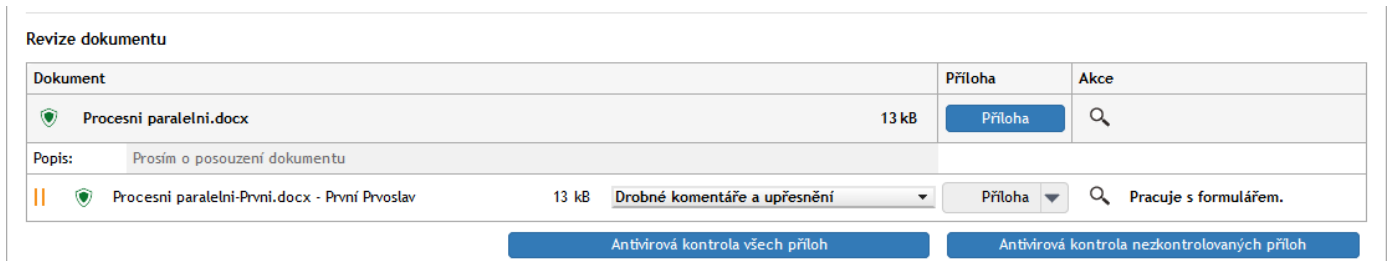 Revize dokumentu
Dokument Příloha Akce
Procesni paralelni.docx 13 kB Příloha
Popis: Prosím o posouzení dokumentu
Procesni paralelni-Prvni.docx - První Prvoslav 13 kB Drobné komentáře a upřesnění Příloha Pracuje s formulářem.
Antivirová kontrola všech příloh Antivirová kontrola nezkontrolovaných příloh